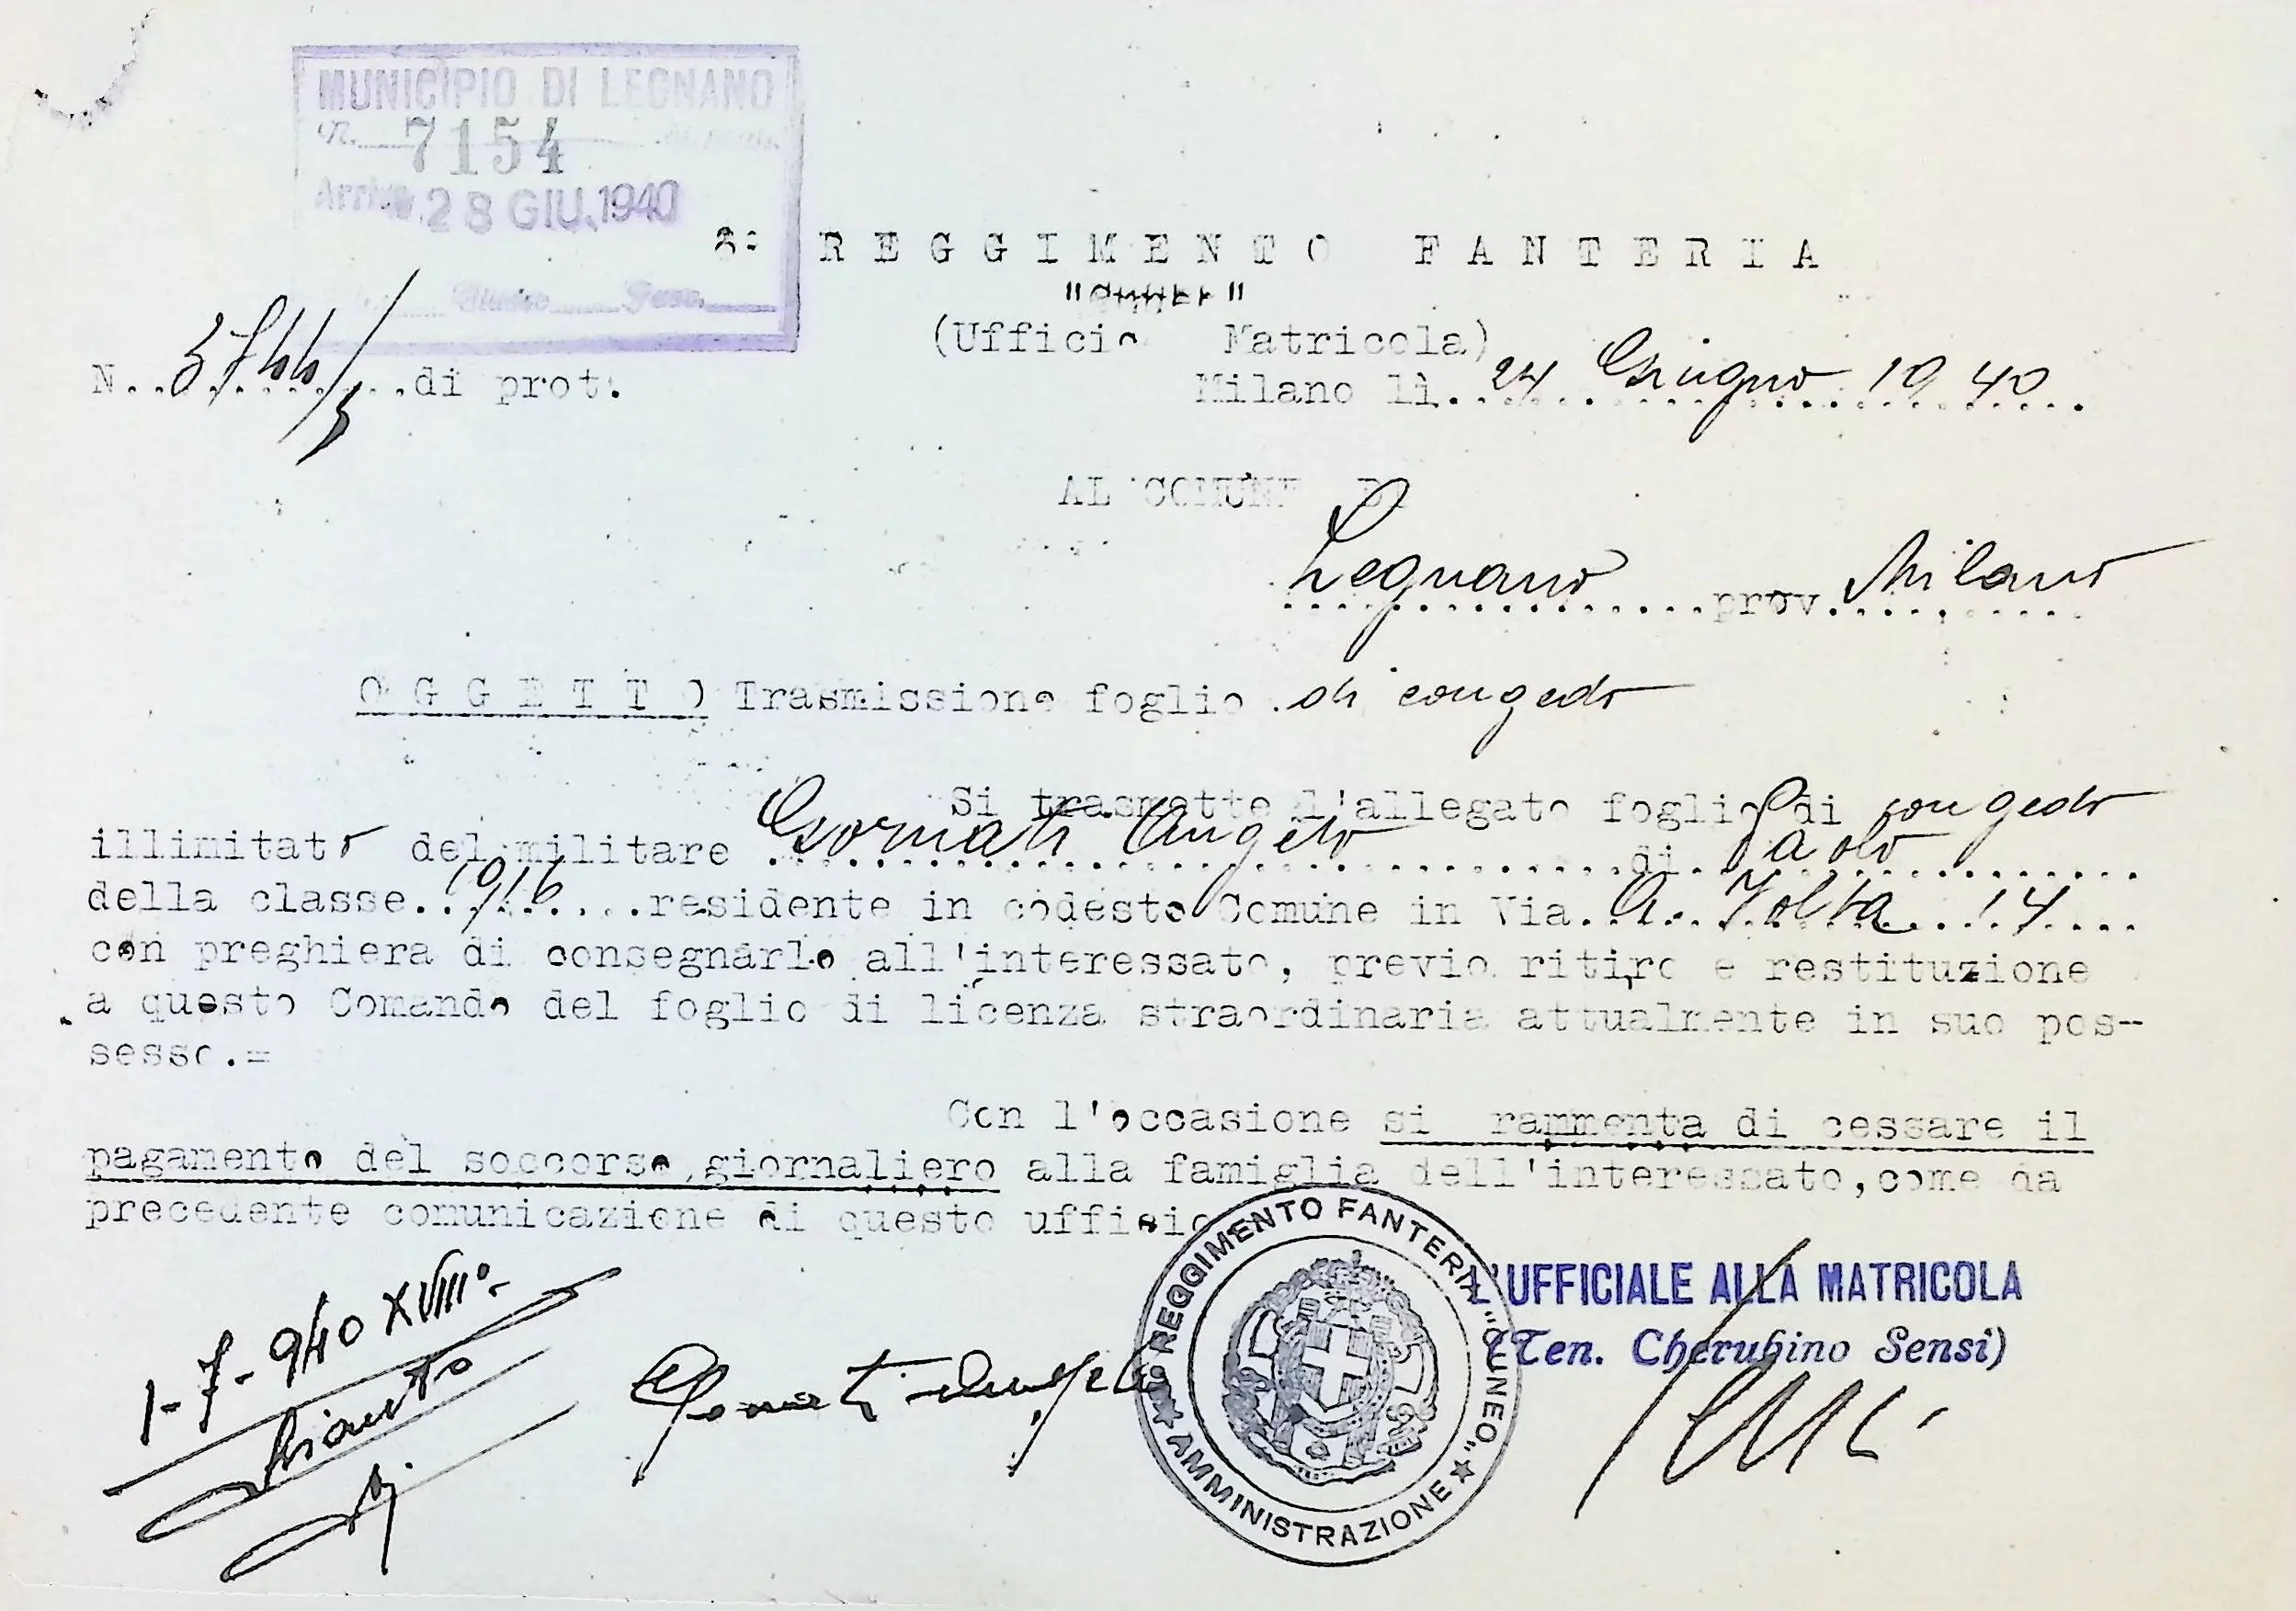 MUNICIPIO DI LEGNANO
N. 7154
Arrivo 28 GIU. 1940
8° REGGIMENTO FANTERIA
(Ufficio Matricola)
N. di prot.
Milano lì. 24 Giugno 1940
AL COMUNE DI
Legnano prov. Milano
OGGETTO Trasmissione foglio di congedo
Si trasmette l'allegato foglio di congedo
illimitato del militare Gornati Angelo di Paolo
della classe 1916 residente in codesto Comune in Via A. Volta 14
con preghiera di consegnarlo all'interessato, previo ritiro e restituzione
a questo Comando del foglio di licenza straordinaria attualmente in suo pos-
sesso.=
Con l'occasione si rammenta di cessare il
pagamento del soccorso giornaliero alla famiglia dell'interessato, come da
precedente comunicazione di questo ufficio
1-7-940 XVIII°
Gornati Angelo
REGGIMENTO FANTERIA "CUNEO" ★ AMMINISTRAZIONE ★
L'UFFICIALE ALLA MATRICOLA
(Ten. Cherubino Sensi)